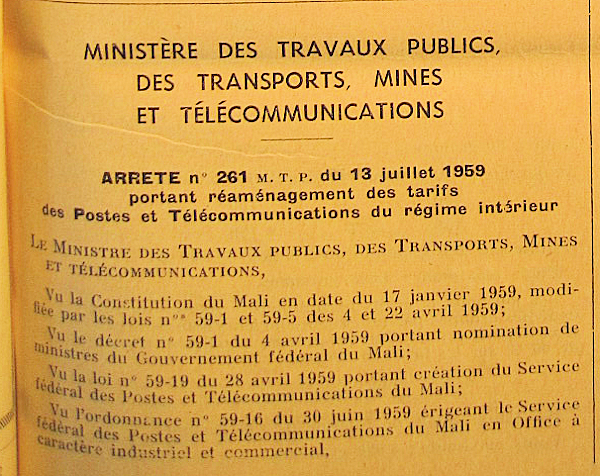 MINISTÈRE DES TRAVAUX PUBLICS,
DES TRANSPORTS, MINES
ET TÉLÉCOMMUNICATIONS
ARRETE n° 261 M. T. P. du 13 juillet 1959
portant réaménagement des tarifs
des Postes et Télécommunications du régime intérieur
LE MINISTRE DES TRAVAUX PUBLICS, DES TRANSPORTS, MINES
ET TÉLÉCOMMUNICATIONS,
Vu la Constitution du Mali en date du 17 janvier 1959, modi-
fiée par les lois nos 59-1 et 59-5 des 4 et 22 avril 1959;
Vu le décret n° 59-1 du 4 avril 1959 portant nomination de
ministres du Gouvernement fédéral du Mali;
Vu la loi n° 59-19 du 28 avril 1959 portant création du Service
fédéral des Postes et Télécommunications du Mali;
Vu l'ordonnance n° 59-16 du 30 juin 1959 érigeant le Service
fédéral des Postes et Télécommunications du Mali en Office à
caractère industriel et commercial,